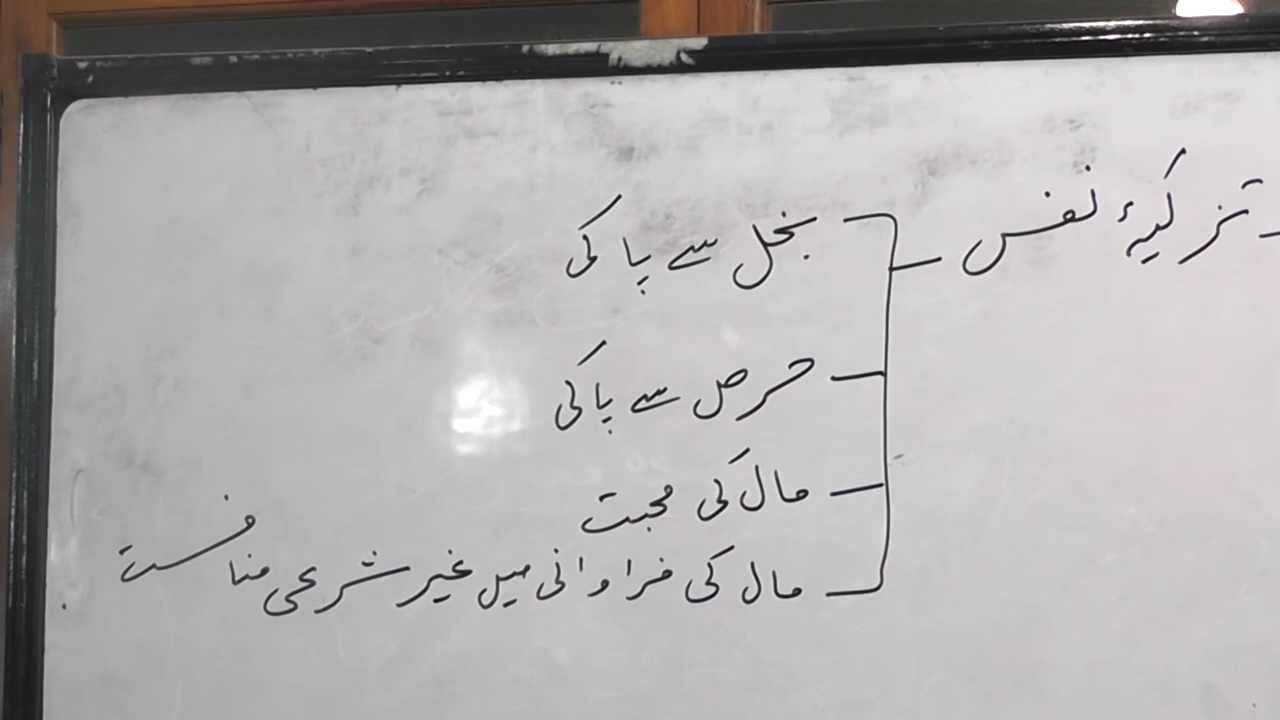 تزکیۂ نفس
بخل سے پاکی
حرص سے پاکی
مال کی محبت
مال کی فراوانی میں غیر شرعی منافست